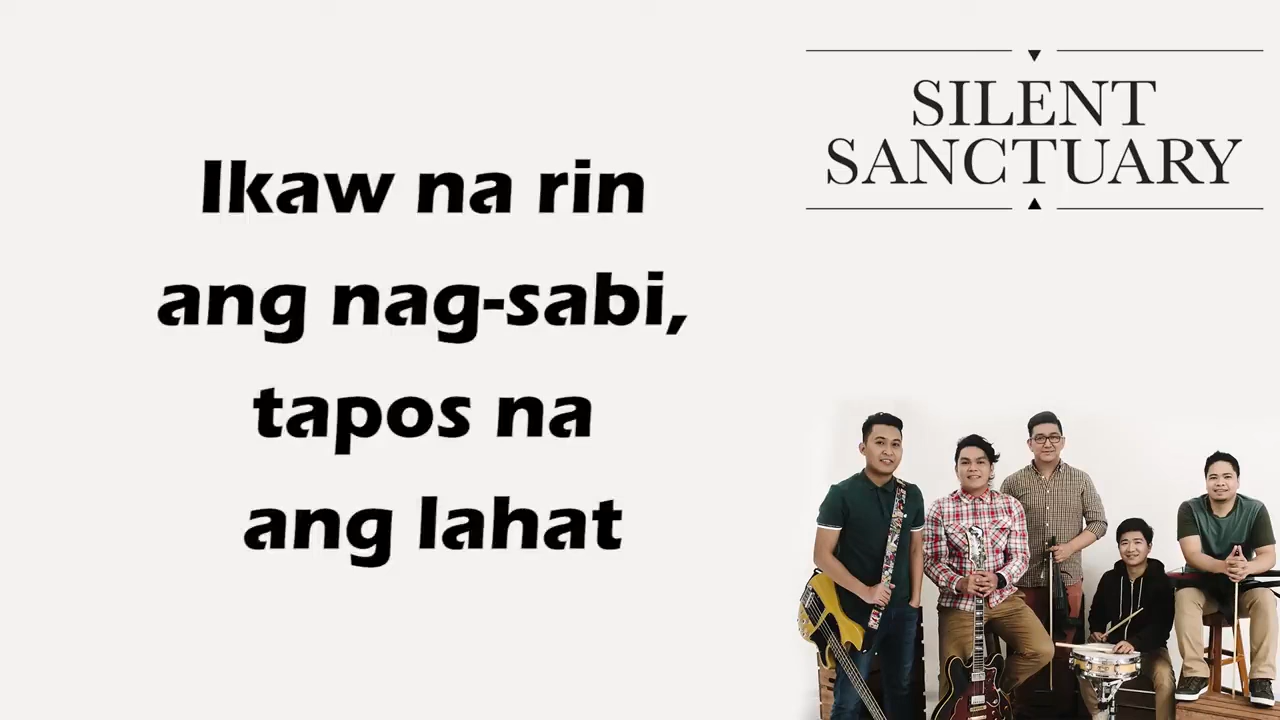 Ikaw na rin
ang nag-sabi,
tapos na
ang lahat
SILENT
SANCTUARY